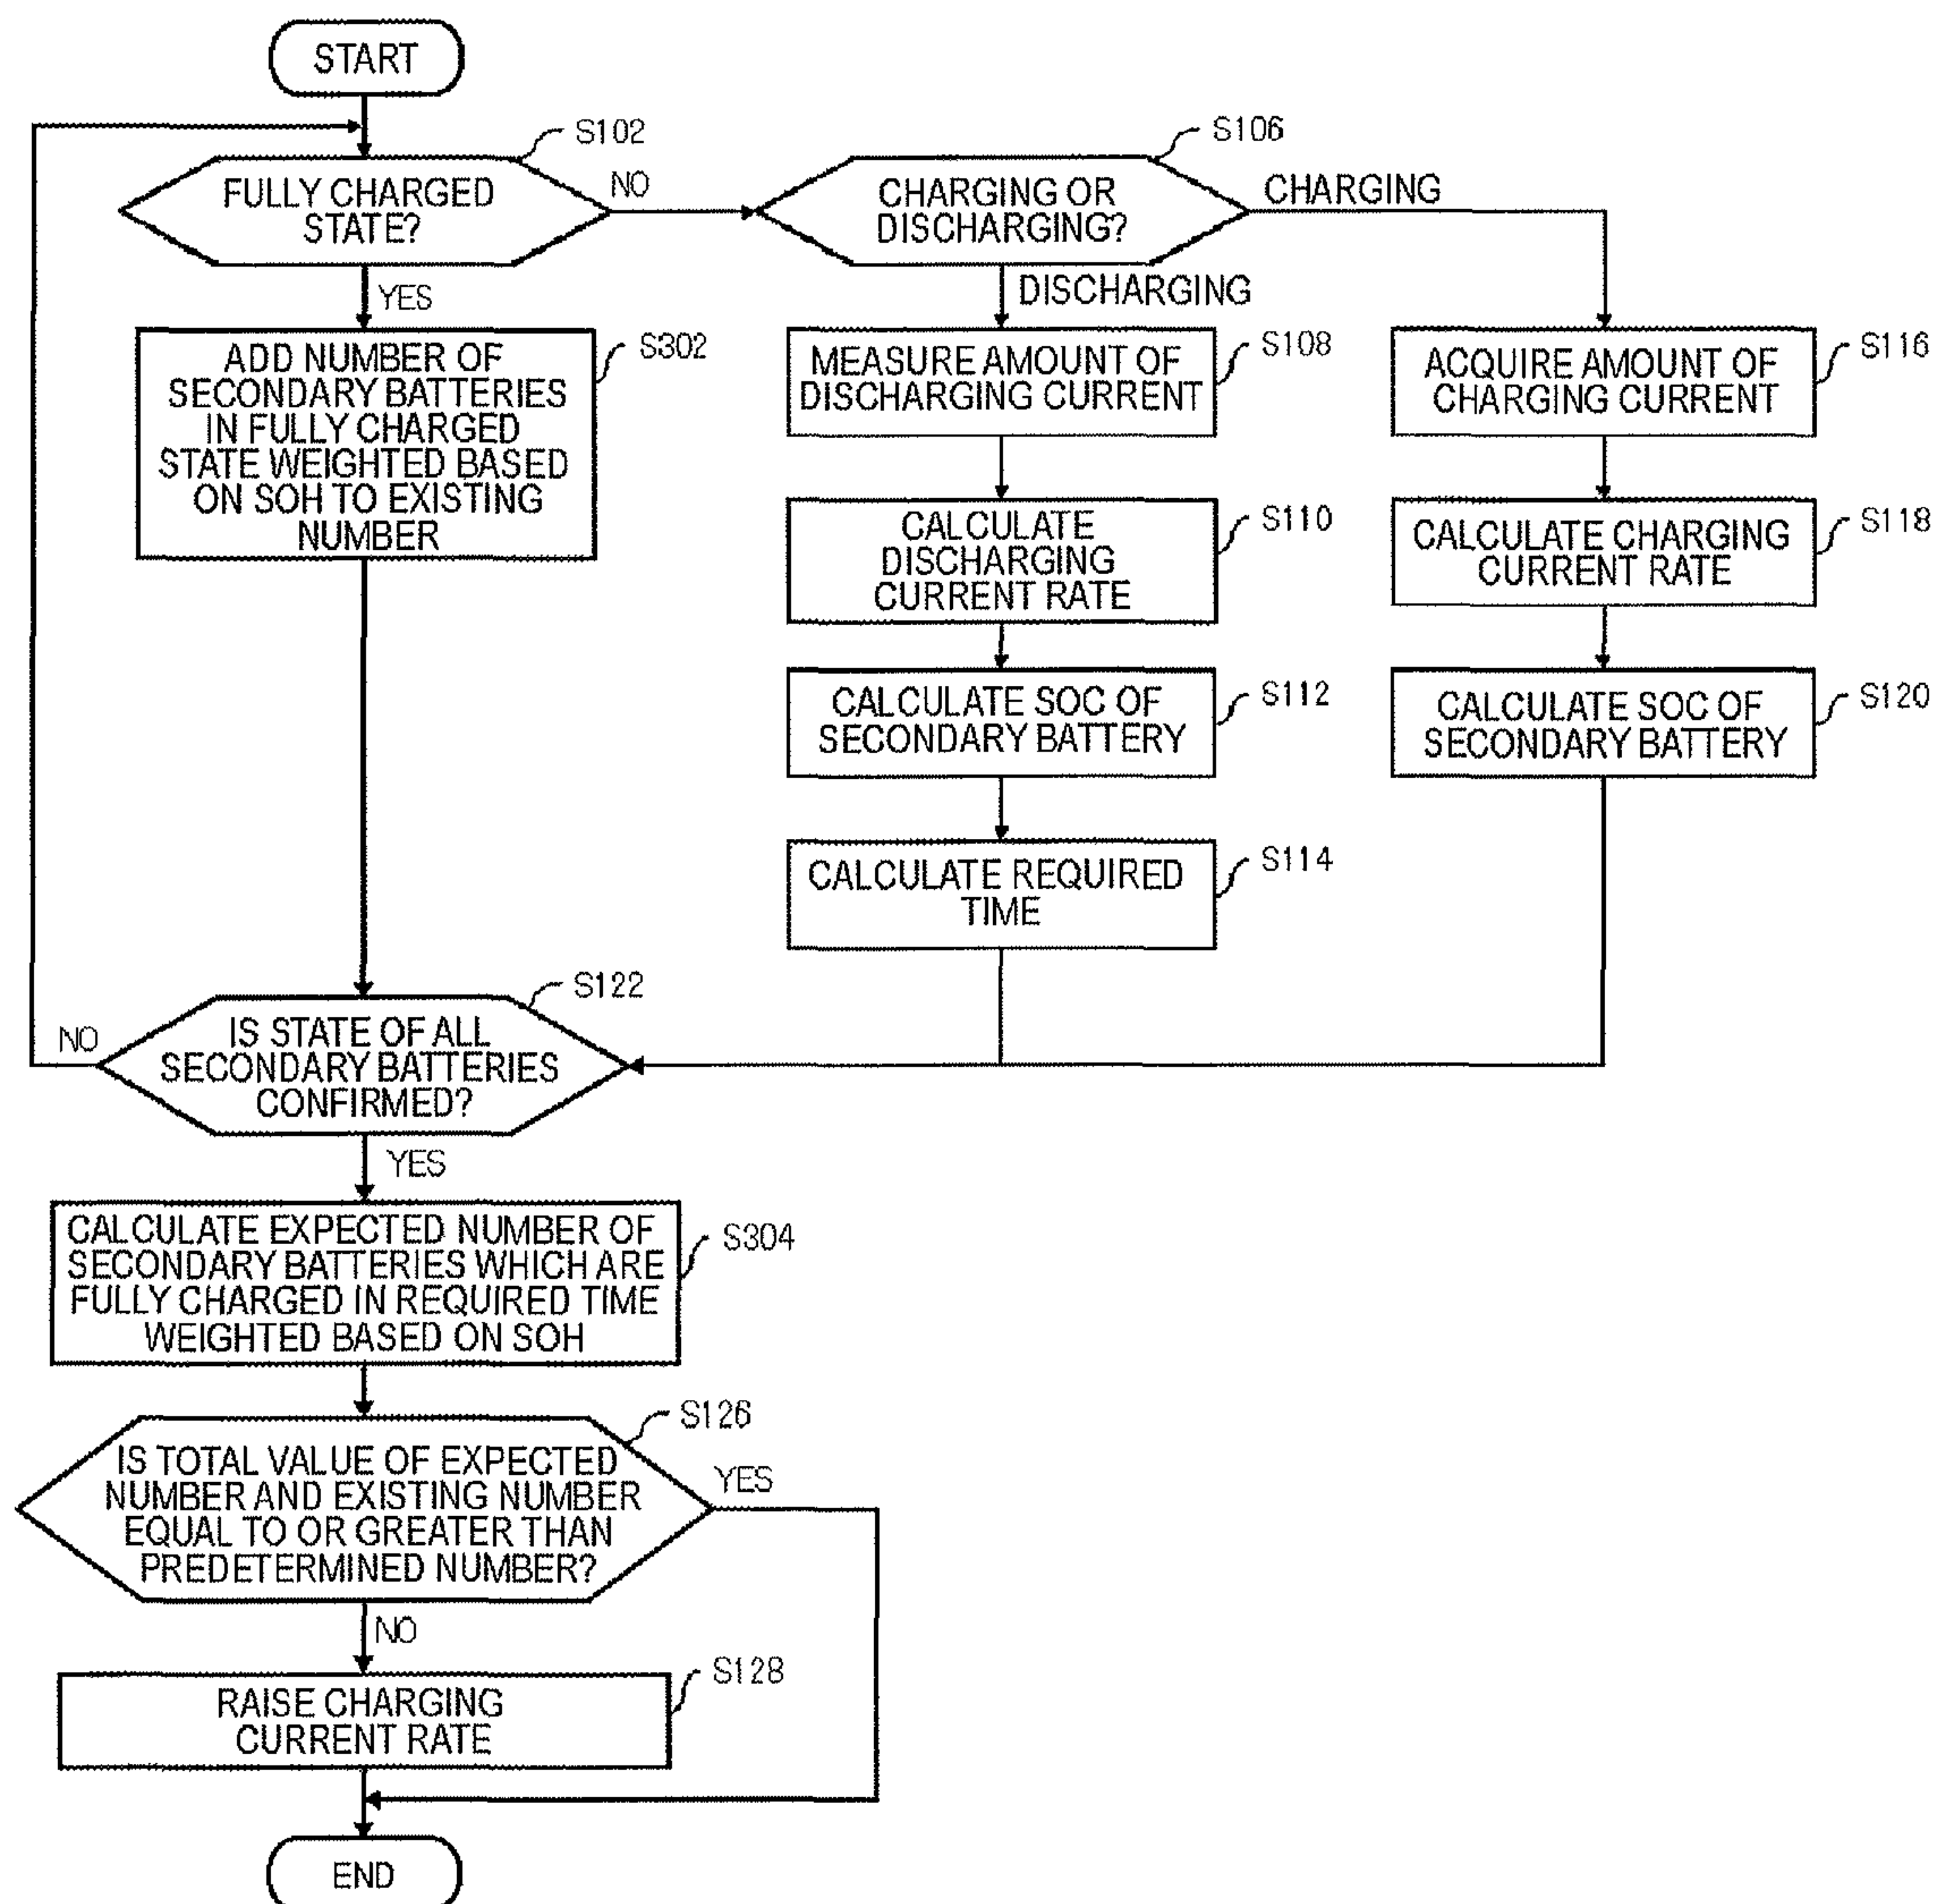 START
S102
FULLY CHARGED
STATE?
NO
YES
S106
CHARGING OR
DISCHARGING?
CHARGING
DISCHARGING
ADD NUMBER OF
SECONDARY BATTERIES
IN FULLY CHARGED
STATE WEIGHTED BASED
ON SOH TO EXISTING
NUMBER
S302
MEASURE AMOUNT OF
DISCHARGING CURRENT
S108
ACQUIRE AMOUNT OF
CHARGING CURRENT
S116
CALCULATE
DISCHARGING
CURRENT RATE
S110
CALCULATE CHARGING
CURRENT RATE
S118
CALCULATE SOC OF
SECONDARY BATTERY
S112
CALCULATE SOC OF
SECONDARY BATTERY
S120
CALCULATE REQUIRED
TIME
S114
S122
IS STATE OF ALL
SECONDARY BATTERIES
CONFIRMED?
NO
YES
CALCULATE EXPECTED NUMBER OF
SECONDARY BATTERIES WHICH ARE
FULLY CHARGED IN REQUIRED TIME
WEIGHTED BASED ON SOH
S304
S126
IS TOTAL VALUE OF EXPECTED
NUMBER AND EXISTING NUMBER
EQUAL TO OR GREATER THAN
PREDETERMINED NUMBER?
YES
NO
RAISE CHARGING
CURRENT RATE
S128
END